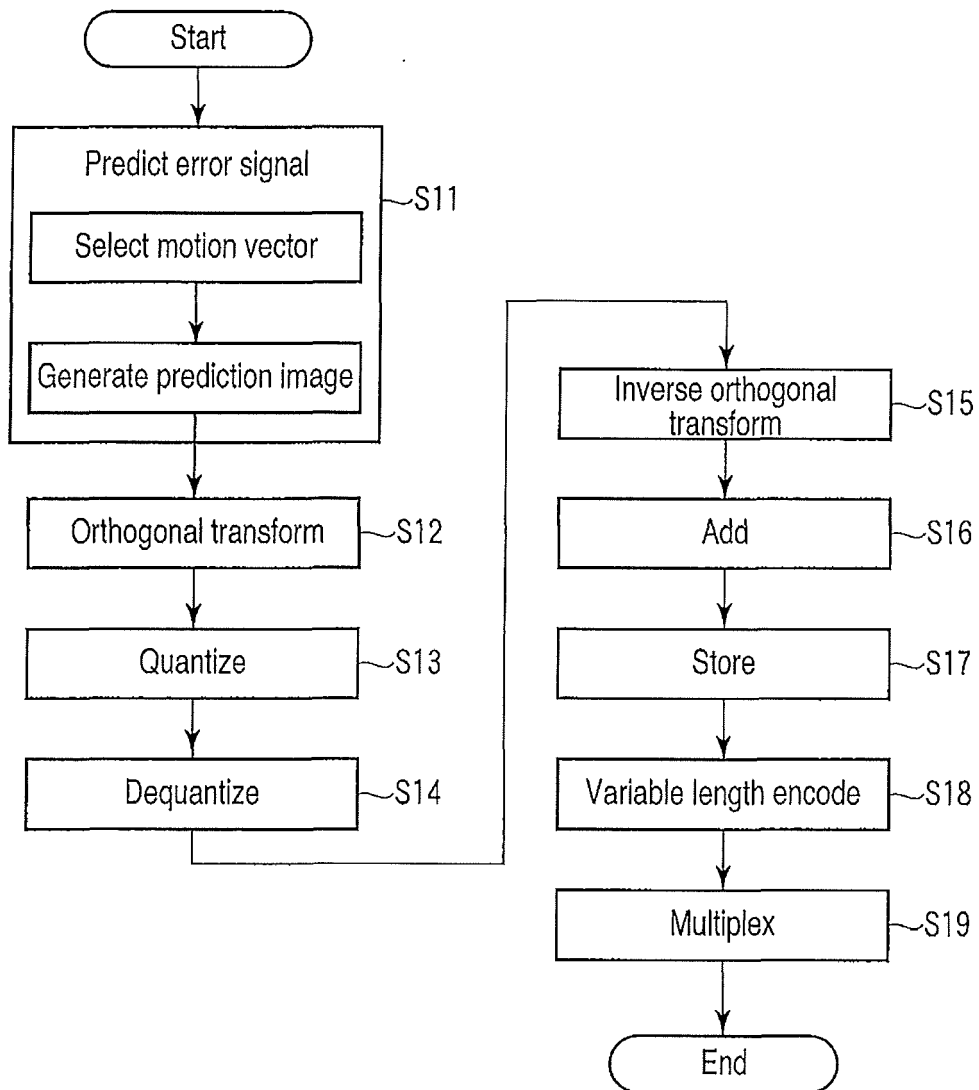 Start
Predict error signal
S11
Select motion vector
Generate prediction image
Orthogonal transform
S12
Quantize
S13
Dequantize
S14
Inverse orthogonal
transform
S15
Add
S16
Store
S17
Variable length encode
S18
Multiplex
S19
End